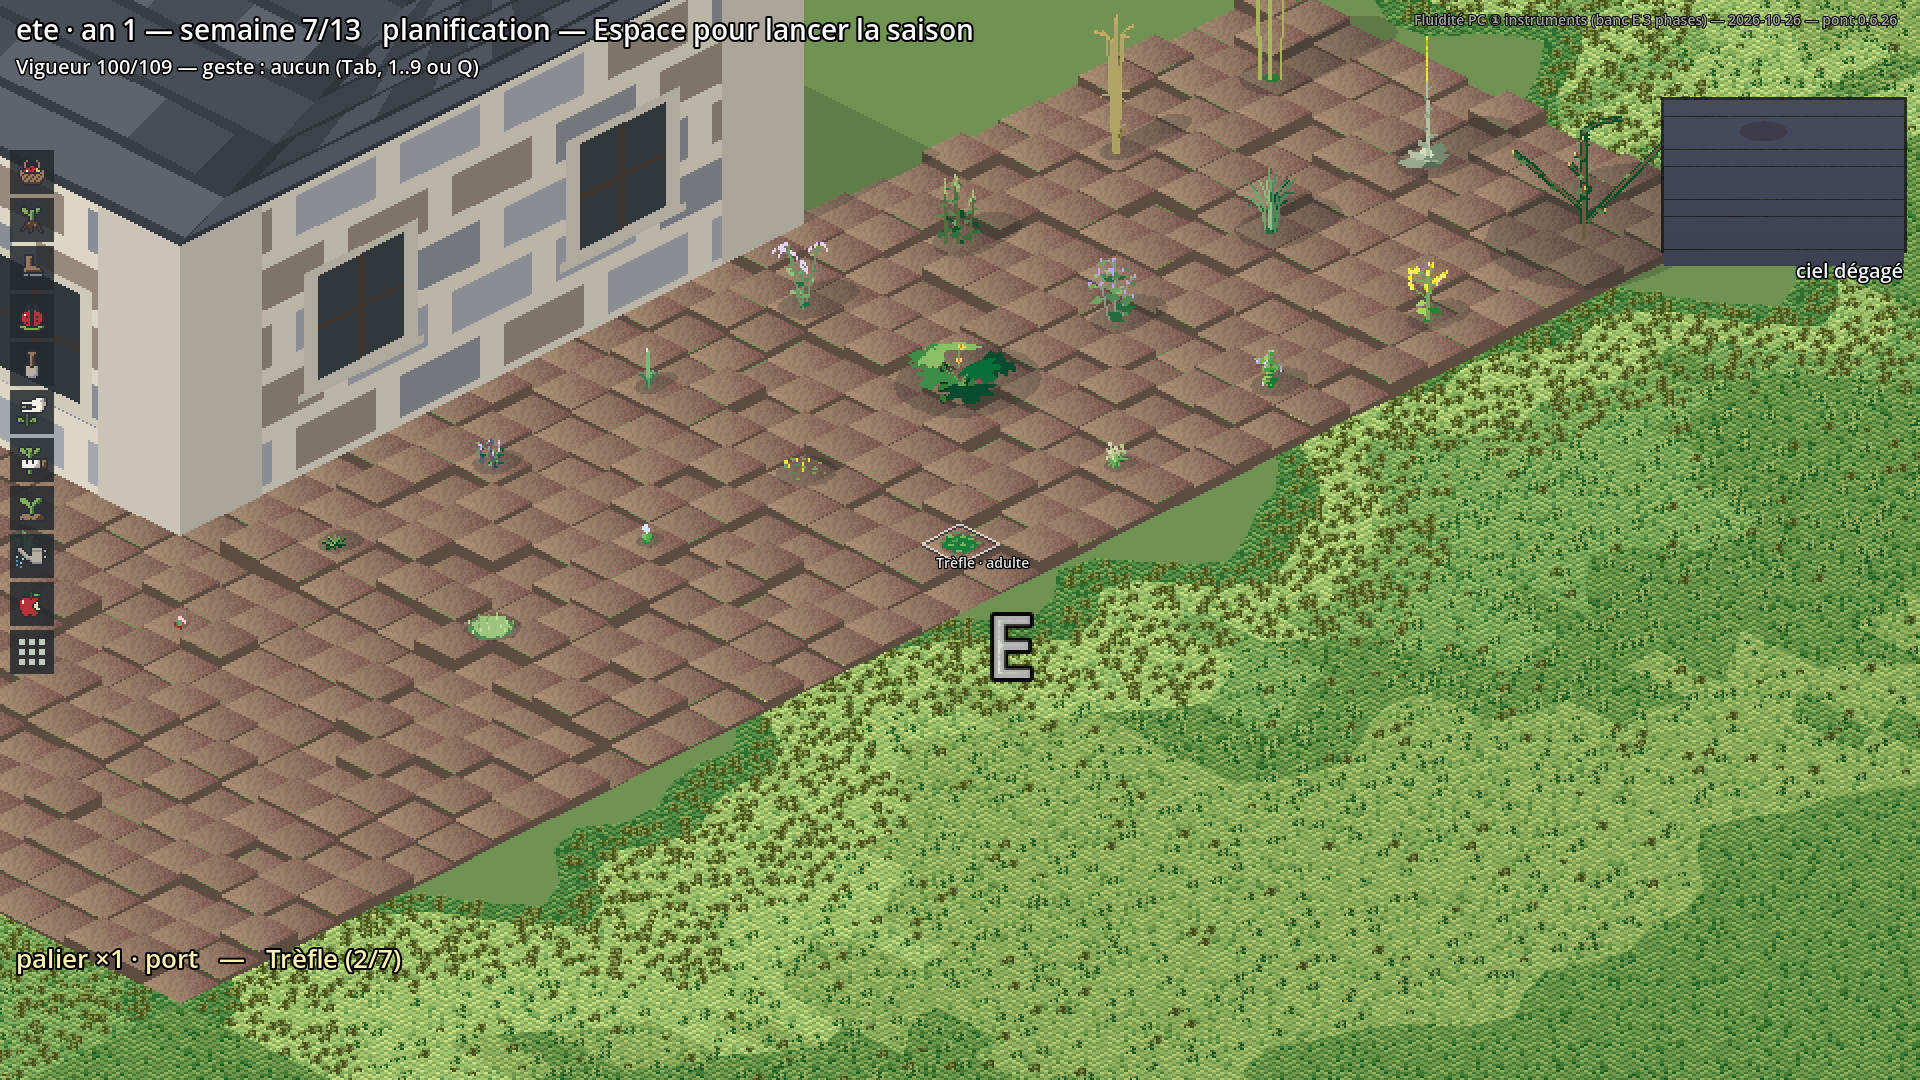 ete · an 1 — semaine 7/13   planification — Espace pour lancer la saison
Fluidité PC ① instruments (banc E 3 phases) — 2026-10-26 — pont 0.6.26
Vigueur 100/109 — geste : aucun (Tab, 1..9 ou Q)
ciel dégagé
Trèfle · adulte
E
palier ×1 · port — Trèfle (2/7)